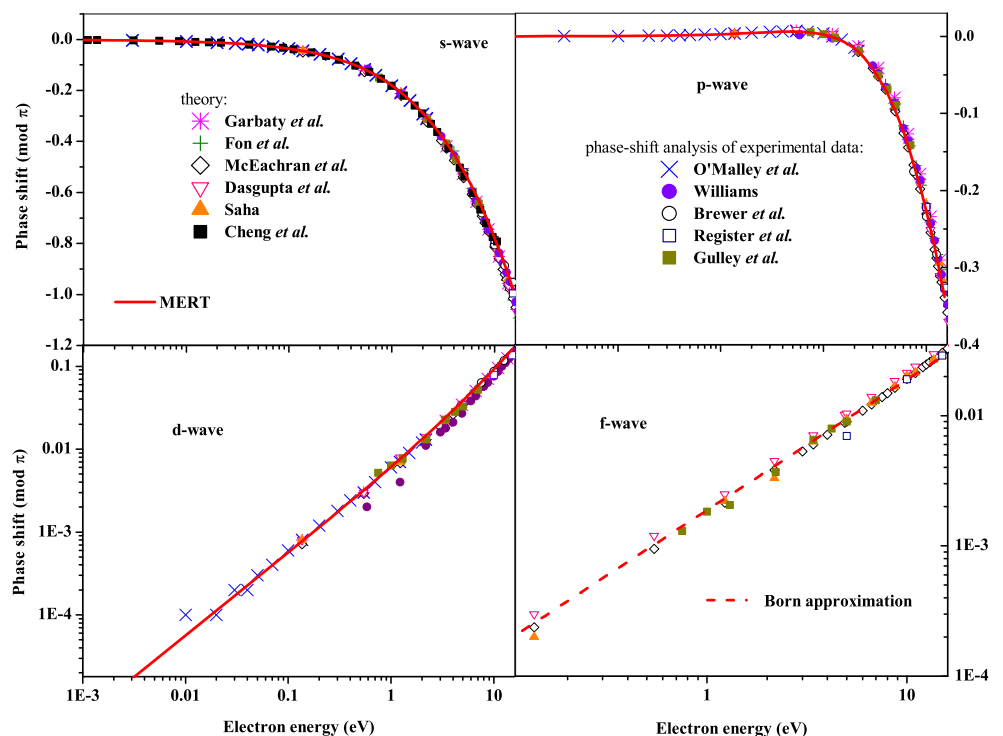 0.0
-0.2
-0.4
-0.6
-0.8
-1.0
-1.2
Phase shift (mod π)
s-wave
theory:
Garbaty et al.
Fon et al.
McEachran et al.
Dasgupta et al.
Saha
Cheng et al.
MERT
p-wave
phase-shift analysis of experimental data:
O'Malley et al.
Williams
Brewer et al.
Register et al.
Gulley et al.
0.0
-0.1
-0.2
-0.3
-0.4
0.1
0.01
1E-3
1E-4
Phase shift (mod π)
d-wave
1E-3
0.01
0.1
1
10
Electron energy (eV)
f-wave
Born approximation
0.01
1E-3
1E-4
1
10
Electron energy (eV)